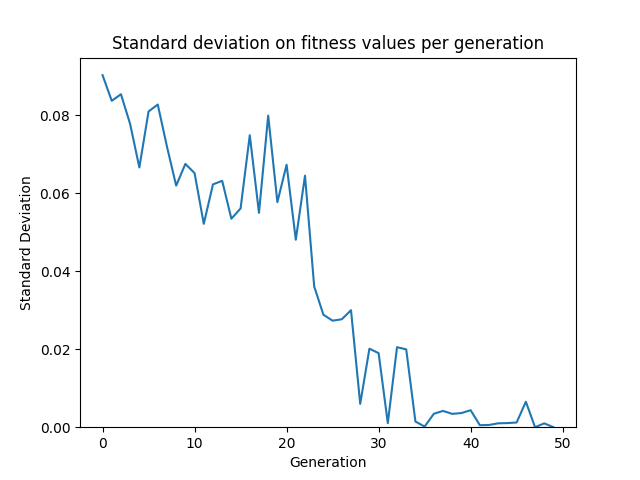 Standard deviation on fitness values per generation
0.08
0.06
0.04
0.02
0.00
Standard Deviation
0 10 20 30 40 50
Generation